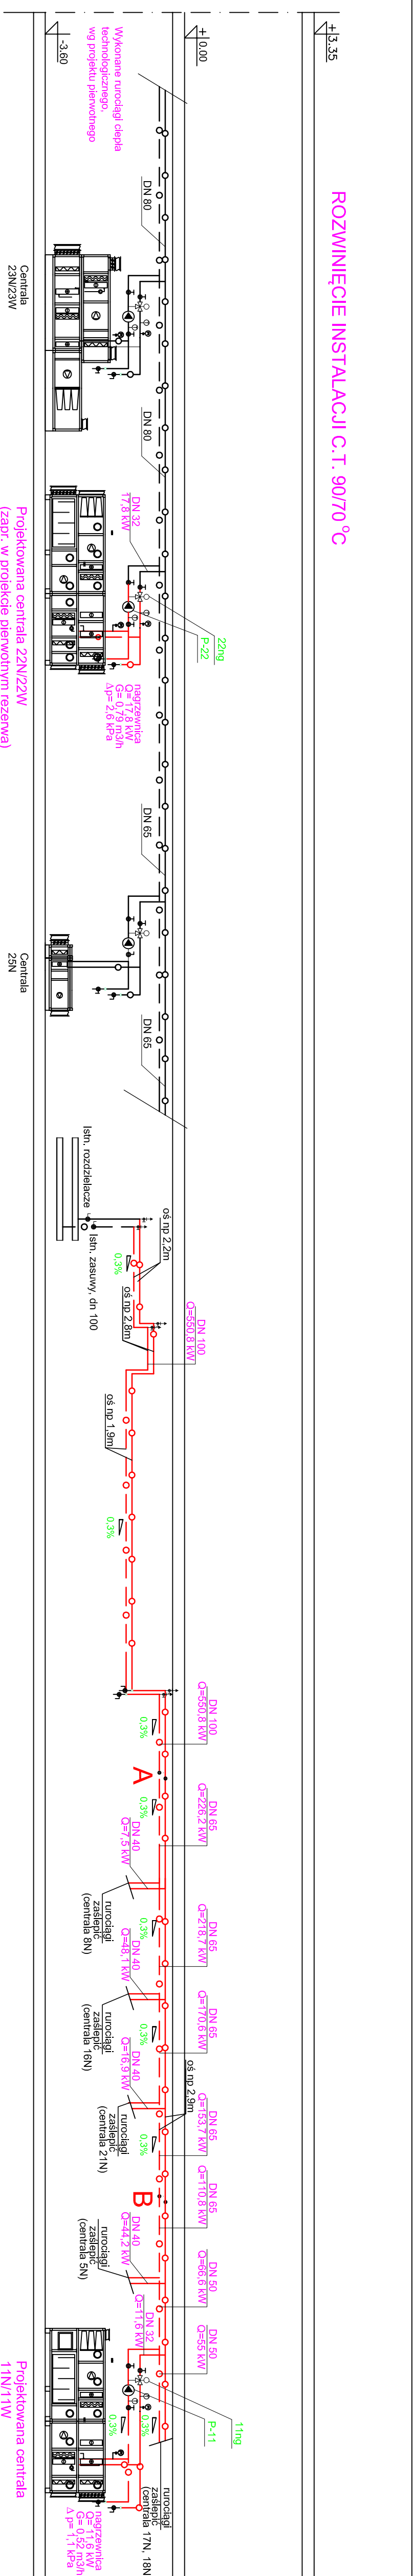 ROZWINIĘCIE INSTALACJI C.T. 90/70 °C
+3,35
+0,00
-3,60
Wykonane rurociągi ciepła
technologicznego,
wg projektu pierwotnego
DN 80
Centrala
23N/23W
DN 80
DN 32
17,8 kW
22ng
P-22
nagrzewnica
Q= 17,8 kW
G= 0,79 m3/h
Δp= 2,6 kPa
Projektowana centrala 22N/22W
(zapr. w projekcie pierwotnym rezerwa)
DN 65
Centrala
25N
DN 65
Istn. rozdzielacze
Istn. zasuwy, dn 100
oś np 2,2m
0,3%
oś np 2,8m
DN 100
Q=550,8 kW
oś np 1,9m
0,3%
DN 100
Q=550,8 kW
0,3%
A
0,3%
DN 65
Q=226,2 kW
DN 40
Q=7,5 kW
rurociągi
zaślepić
(centrala 8N)
0,3%
DN 65
Q=218,7 kW
DN 40
Q=48,1 kW
rurociągi
zaślepić
(centrala 16N)
0,3%
DN 65
Q=170,6 kW
DN 40
Q=16,9 kW
rurociągi
zaślepić
(centrala 21N)
oś np 2,9m
0,3%
DN 65
Q=153,7 kW
B
DN 65
Q=110,8 kW
DN 40
Q=44,2 kW
rurociągi
zaślepić
(centrala 5N)
DN 50
Q=66,6 kW
DN 32
Q=11,6 kW
DN 50
Q=55 kW
11ng
P-11
0,3%
0,3%
rurociągi
zaślepić
(centrala 17N, 18N)
nagrzewnica
Q= 11,6 kW
G= 0,52 m3/h
Δp= 1,1 kPa
Projektowana centrala
11N/11W